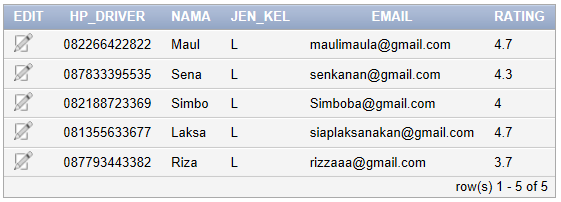 EDIT HP_DRIVER NAMA JEN_KEL EMAIL RATING
082266422822 Maul L maulimaula@gmail.com 4.7
087833395535 Sena L senkanan@gmail.com 4.3
082188723369 Simbo L Simboba@gmail.com 4
081355633677 Laksa L siaplaksanakan@gmail.com 4.7
087793443382 Riza L rizzaaa@gmail.com 3.7
row(s) 1 - 5 of 5